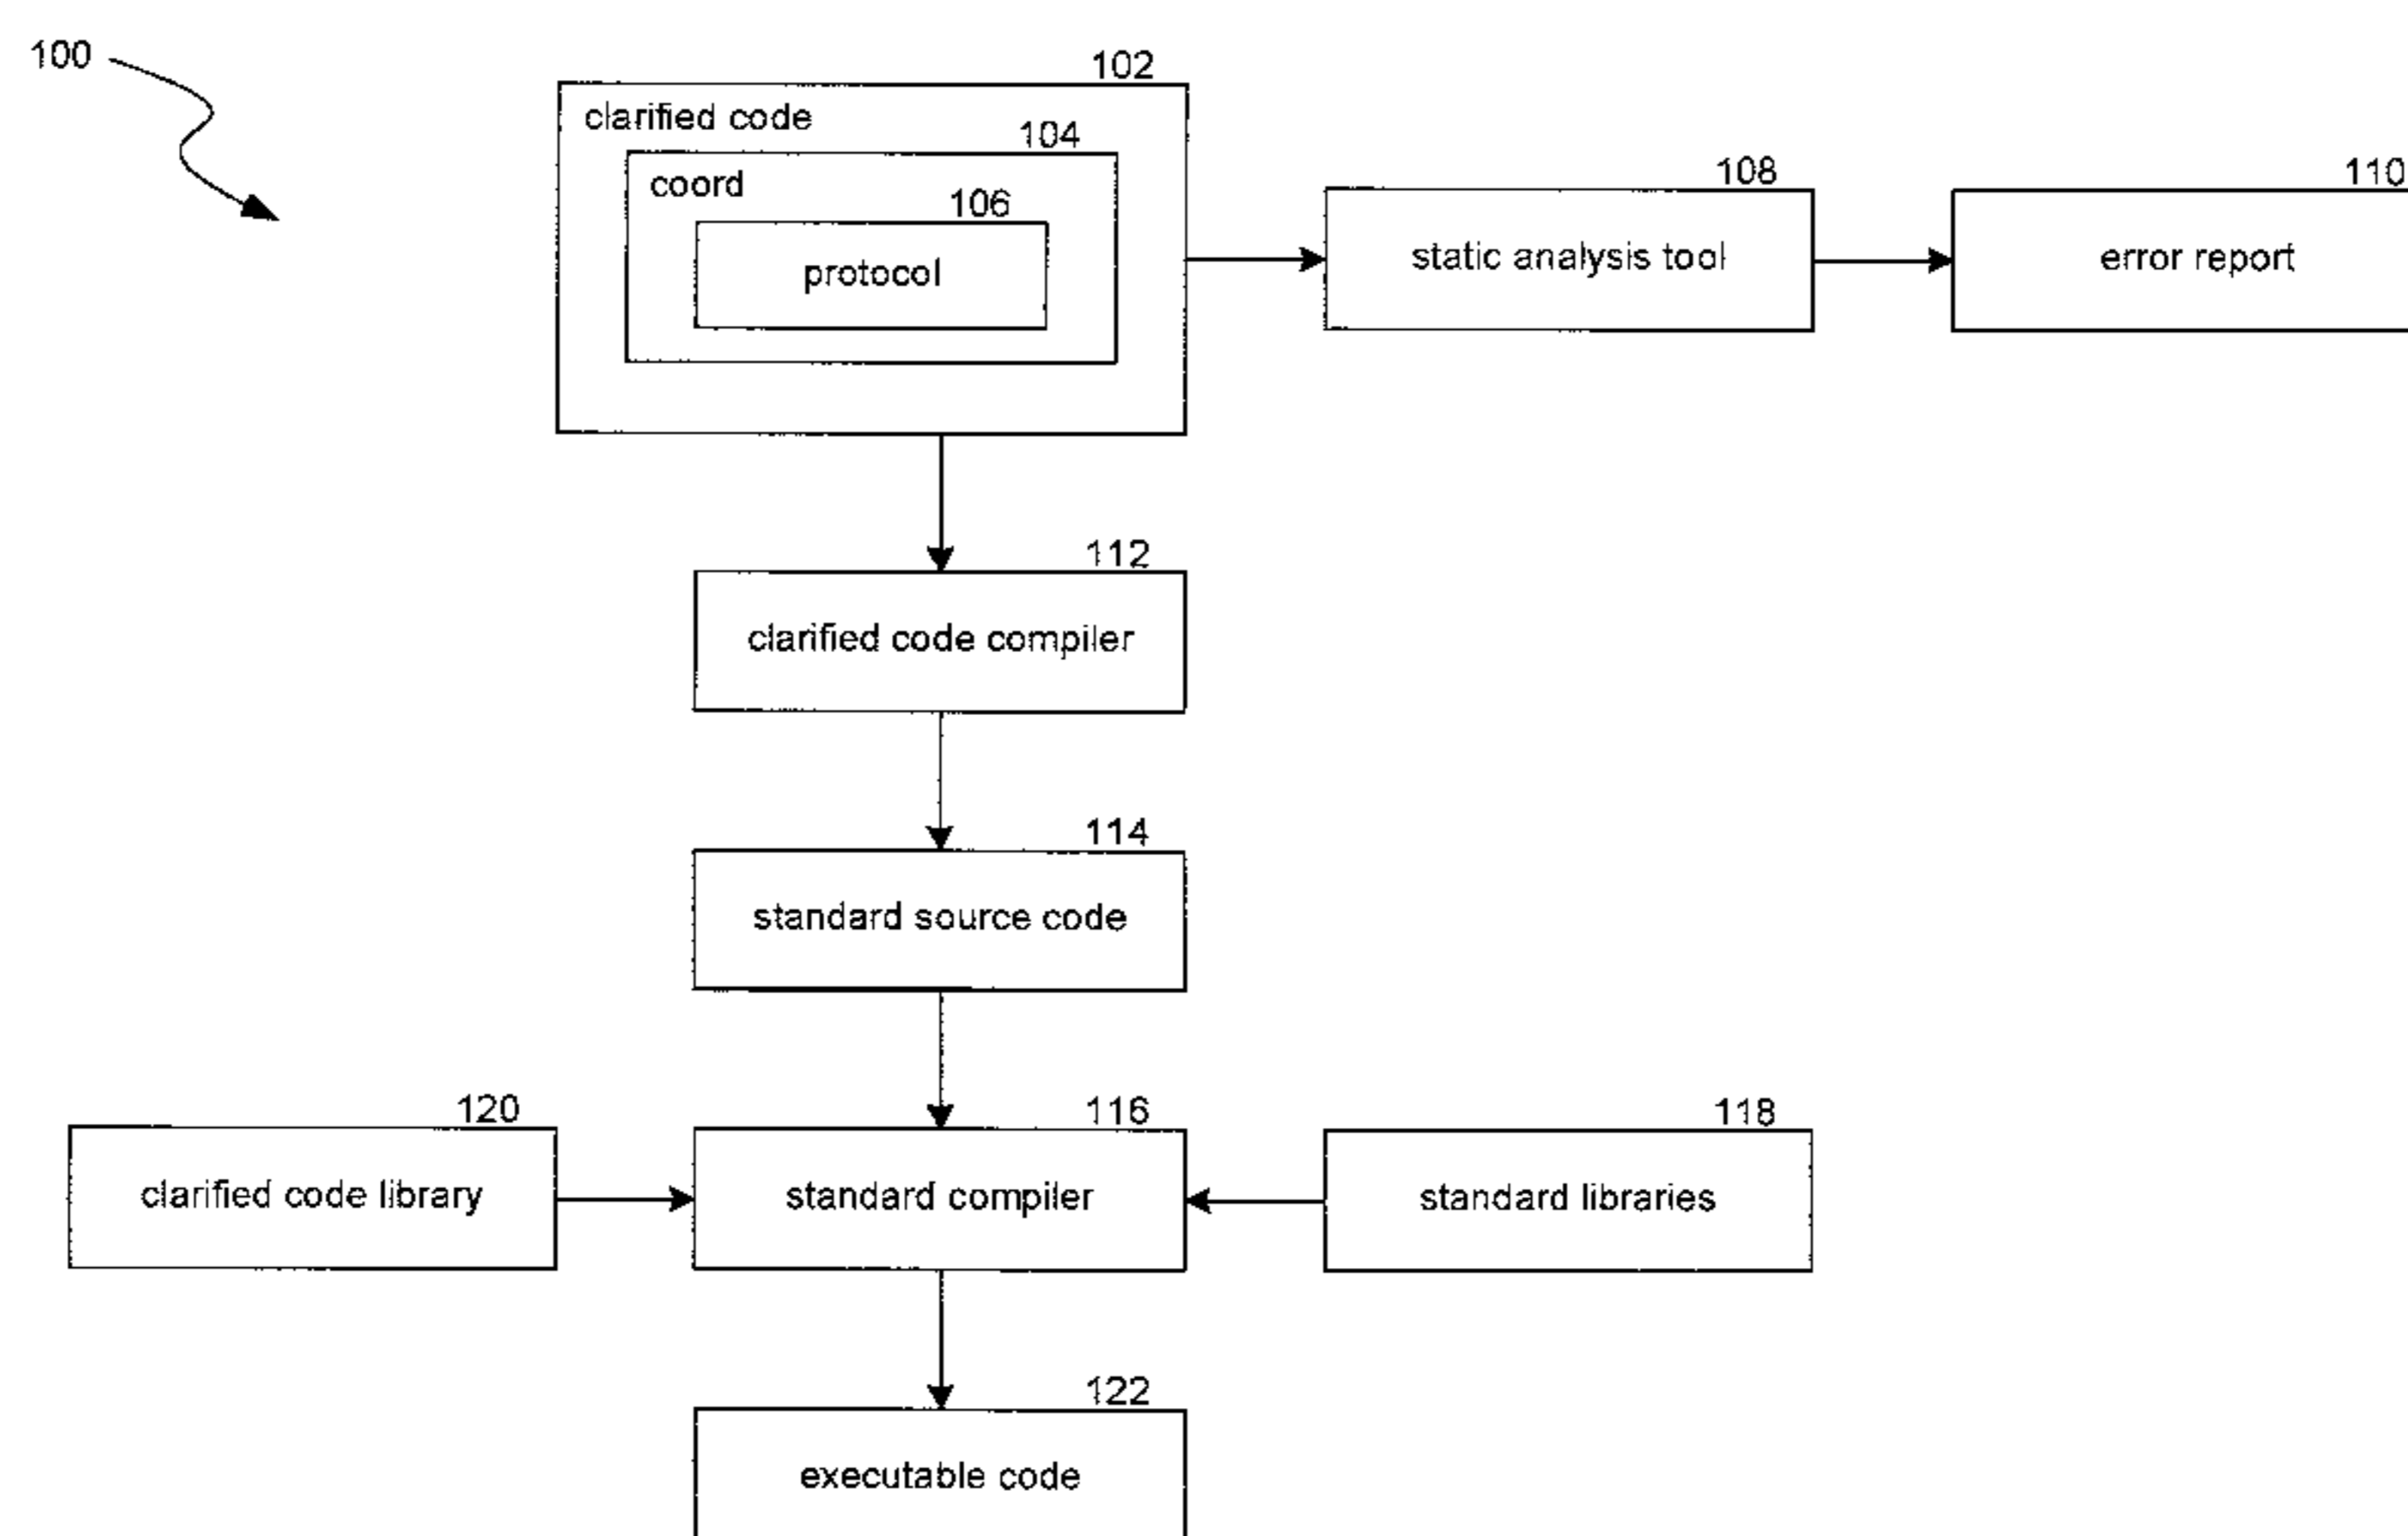 100
102
clarified code
104
coord
106
protocol
108
static analysis tool
110
error report
112
clarified code compiler
114
standard source code
120
clarified code library
116
standard compiler
118
standard libraries
122
executable code